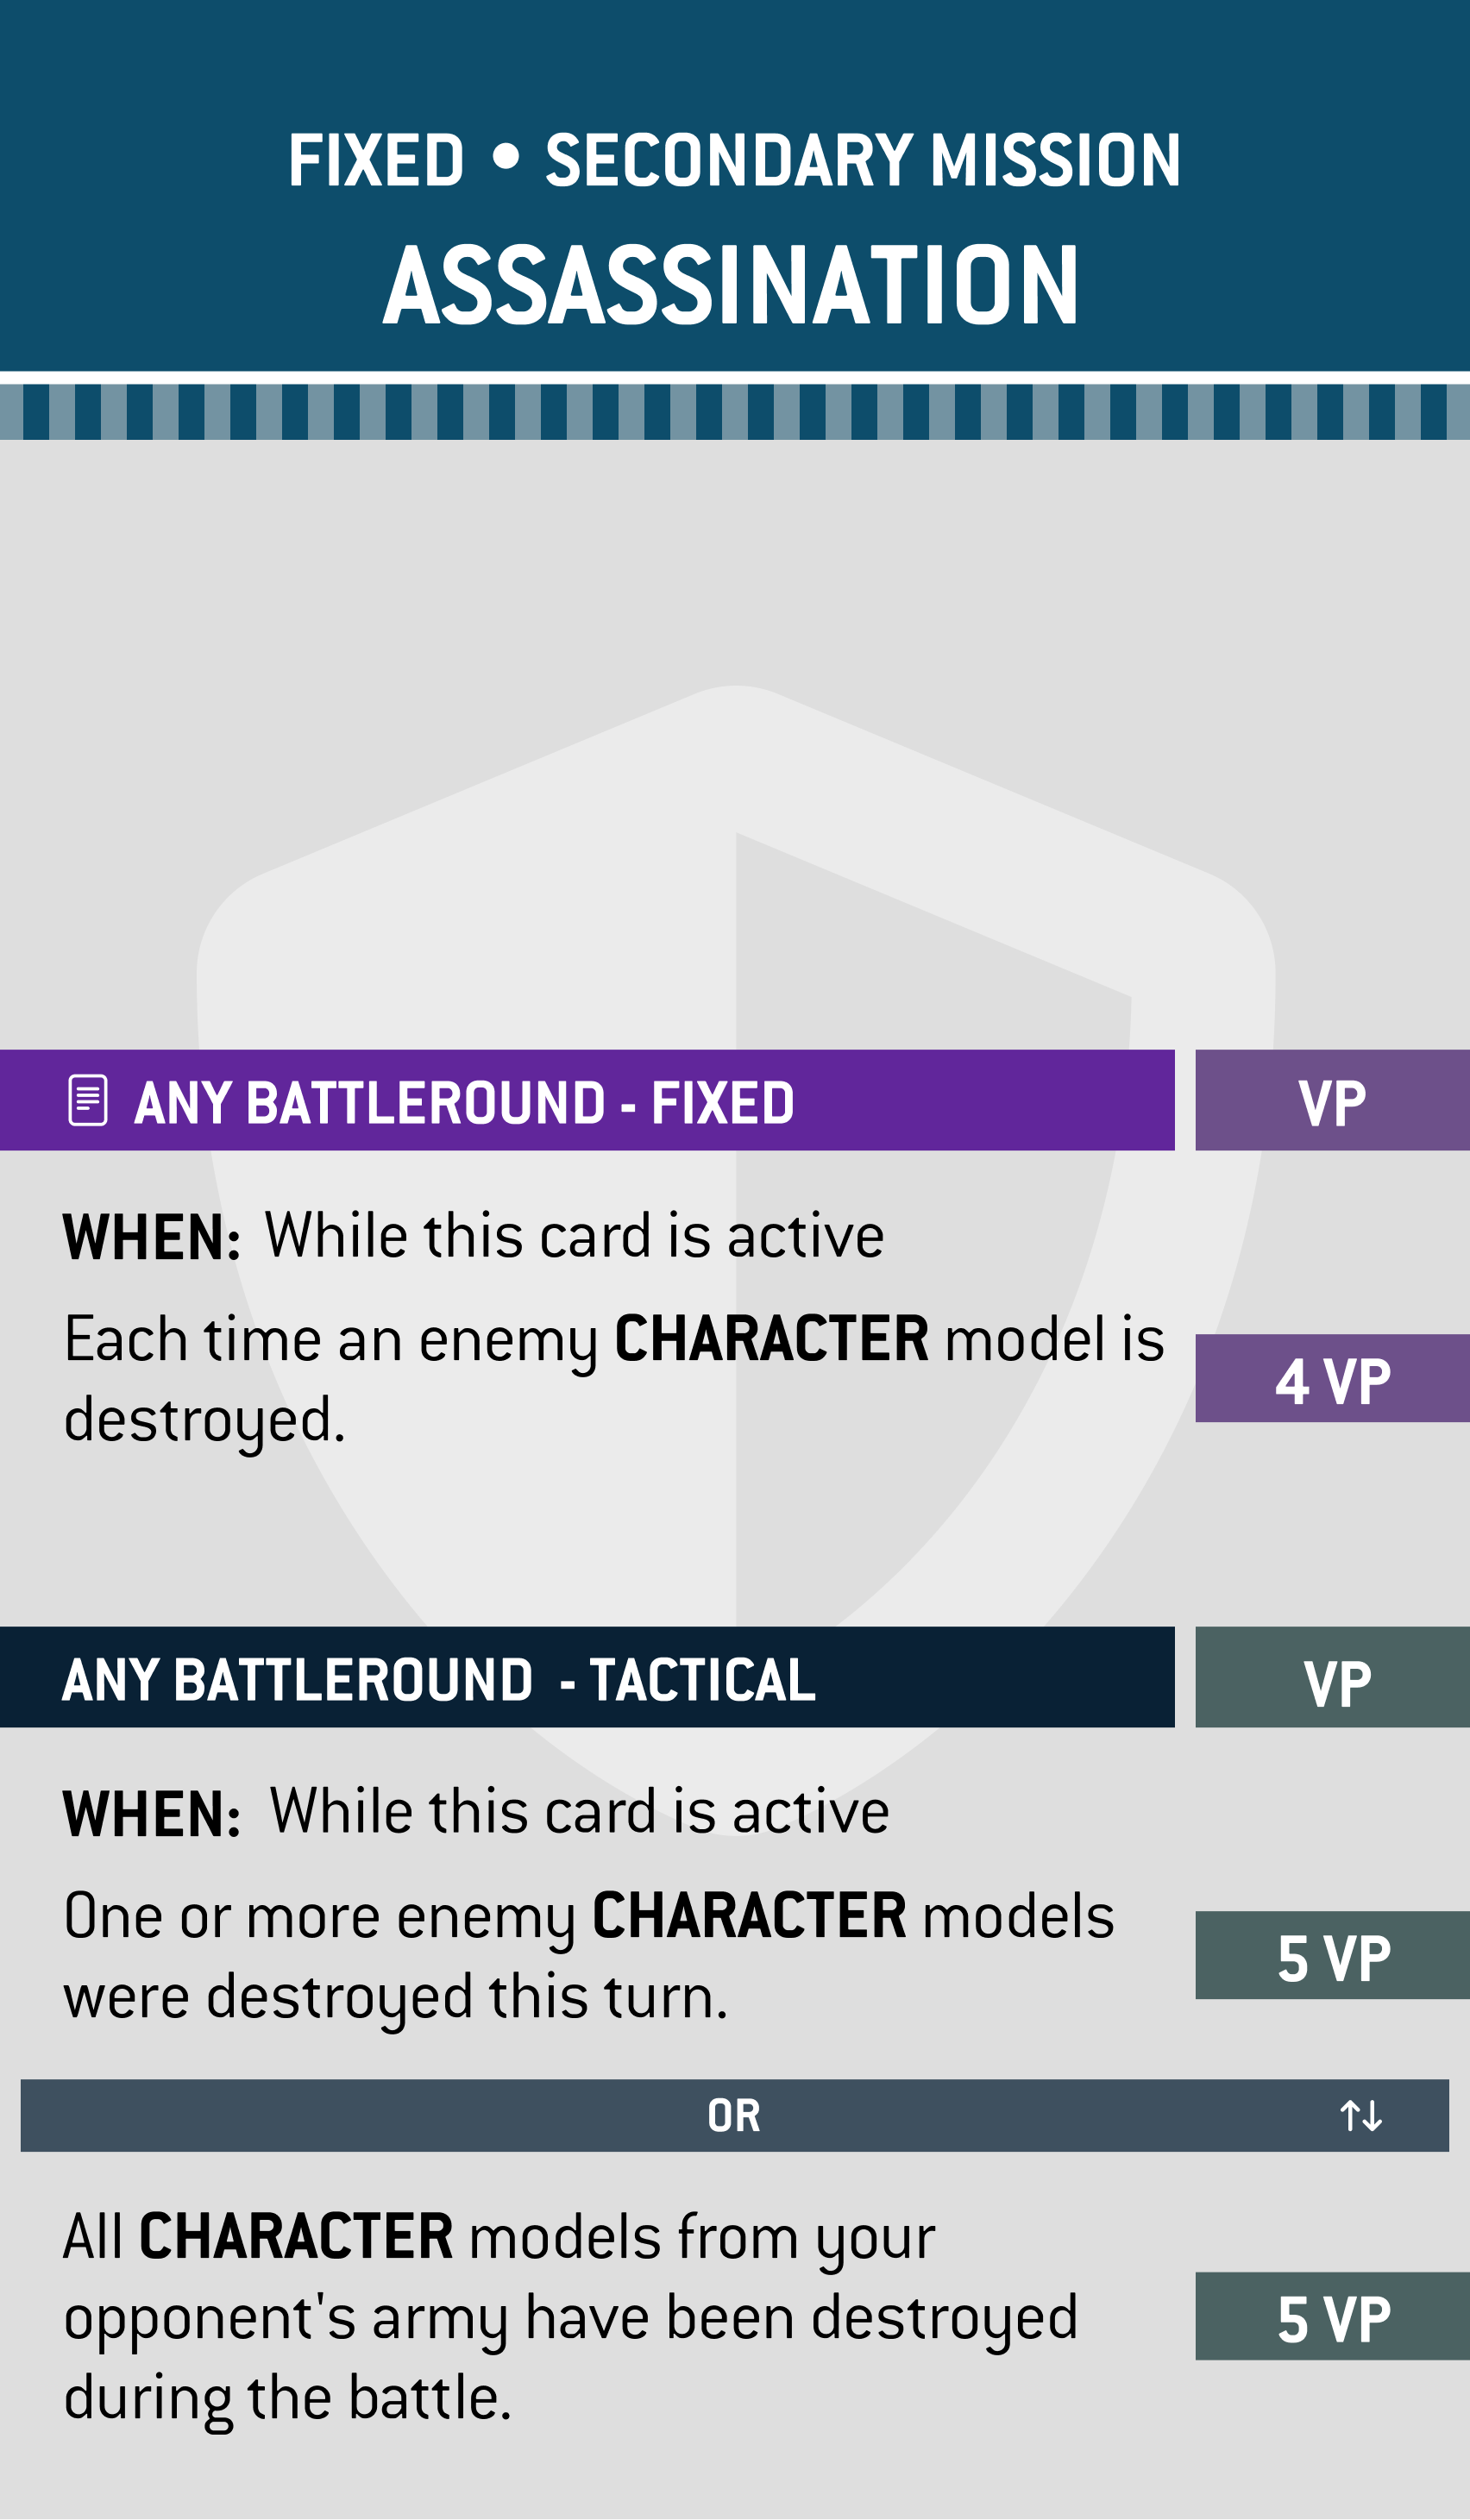 FIXED • SECONDARY MISSION
ASSASSINATION
ANY BATTLEROUND - FIXED
VP
WHEN: While this card is active
Each time an enemy CHARACTER model is
destroyed.
4 VP
ANY BATTLEROUND - TACTICAL
VP
WHEN: While this card is active
One or more enemy CHARACTER models
were destroyed this turn.
5 VP
OR
All CHARACTER models from your
opponent's army have been destroyed
during the battle.
5 VP